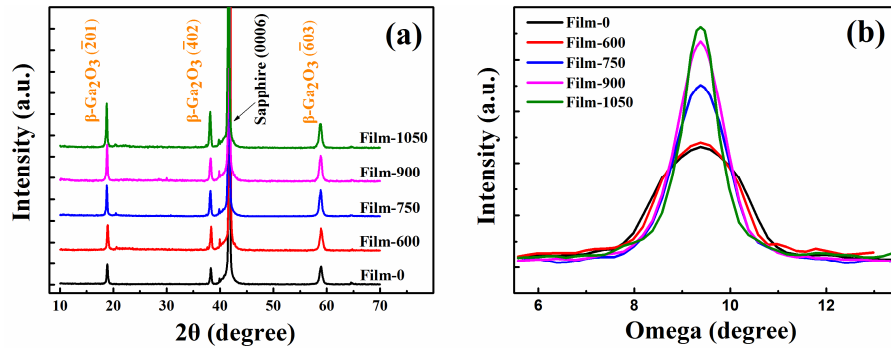 (a)
β-Ga₂O₃ (2̅01)
β-Ga₂O₃ (4̅02)
Sapphire (0006)
β-Ga₂O₃ (6̅03)
Film-1050
Film-900
Film-750
Film-600
Film-0
Intensity (a.u.)
10 20 30 40 50 60 70
2θ (degree)
(b)
Film-0
Film-600
Film-750
Film-900
Film-1050
Intensity (a.u.)
6 8 10 12
Omega (degree)